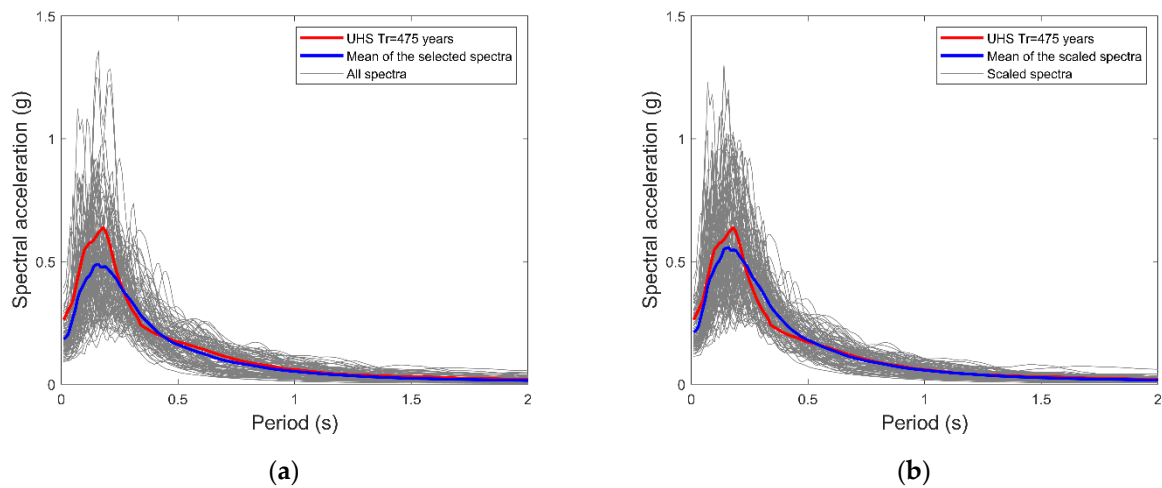 1.5
1
0.5
0
Spectral acceleration (g)
UHS Tr=475 years
Mean of the selected spectra
All spectra
0
0.5
1
1.5
2
Period (s)
(a)
1.5
1
0.5
0
Spectral acceleration (g)
UHS Tr=475 years
Mean of the scaled spectra
Scaled spectra
0
0.5
1
1.5
2
Period (s)
(b)